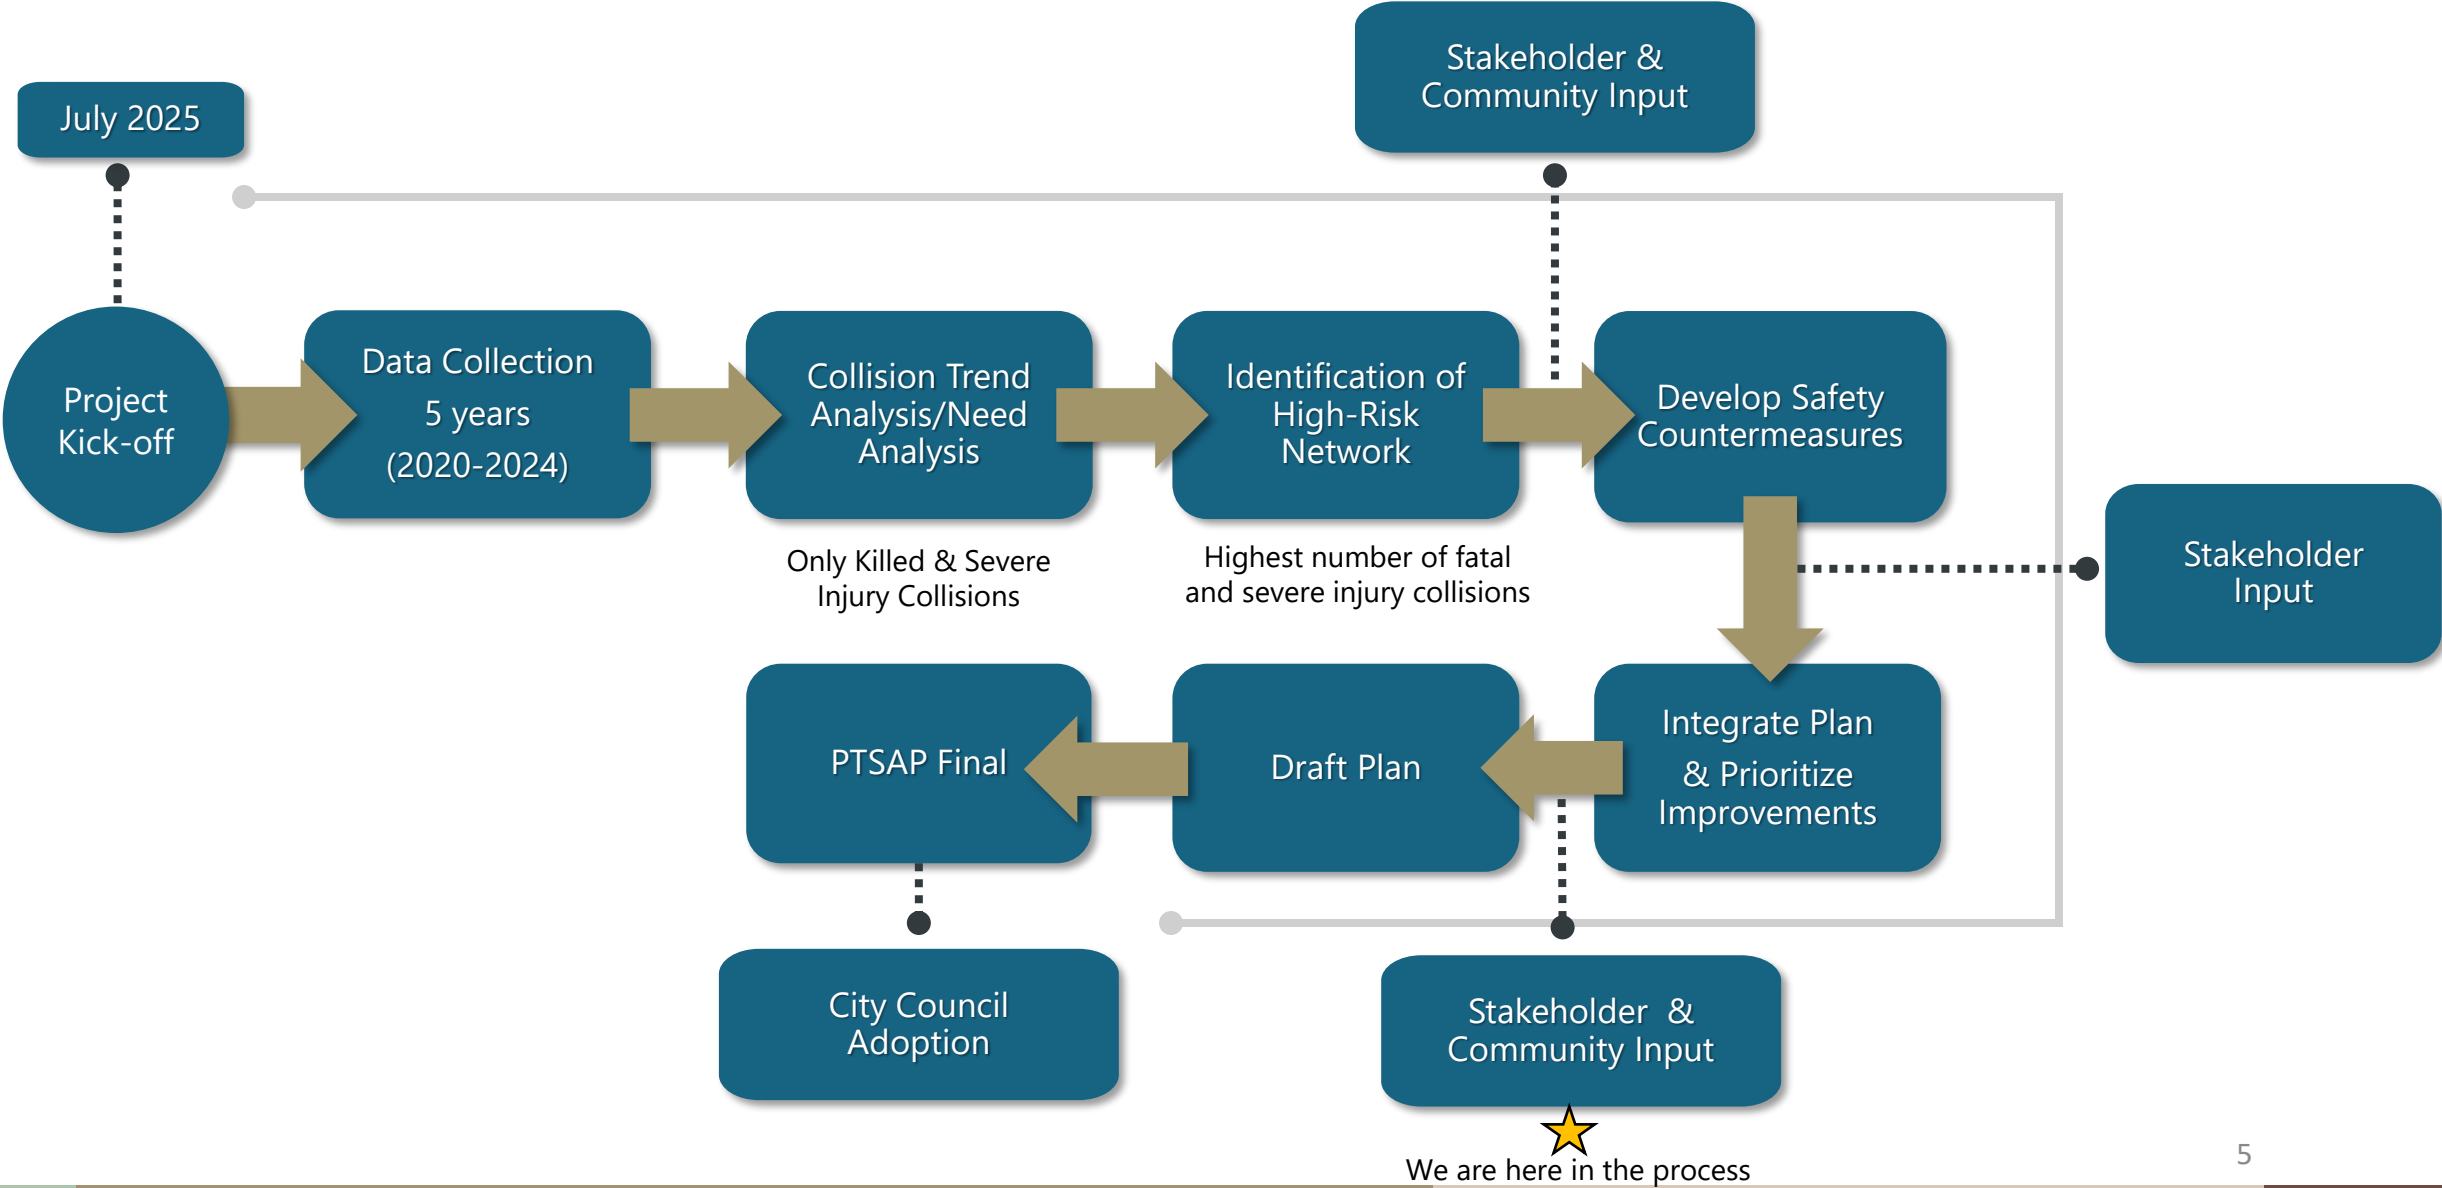 Stakeholder &
Community Input
July 2025
Project
Kick-off
Data Collection
5 years
(2020-2024)
Collision Trend
Analysis/Need
Analysis
Identification of
High-Risk
Network
Develop Safety
Countermeasures
Only Killed & Severe
Injury Collisions
Highest number of fatal
and severe injury collisions
Stakeholder
Input
PTSAP Final
Draft Plan
Integrate Plan
& Prioritize
Improvements
City Council
Adoption
Stakeholder  &
Community Input
We are here in the process
5